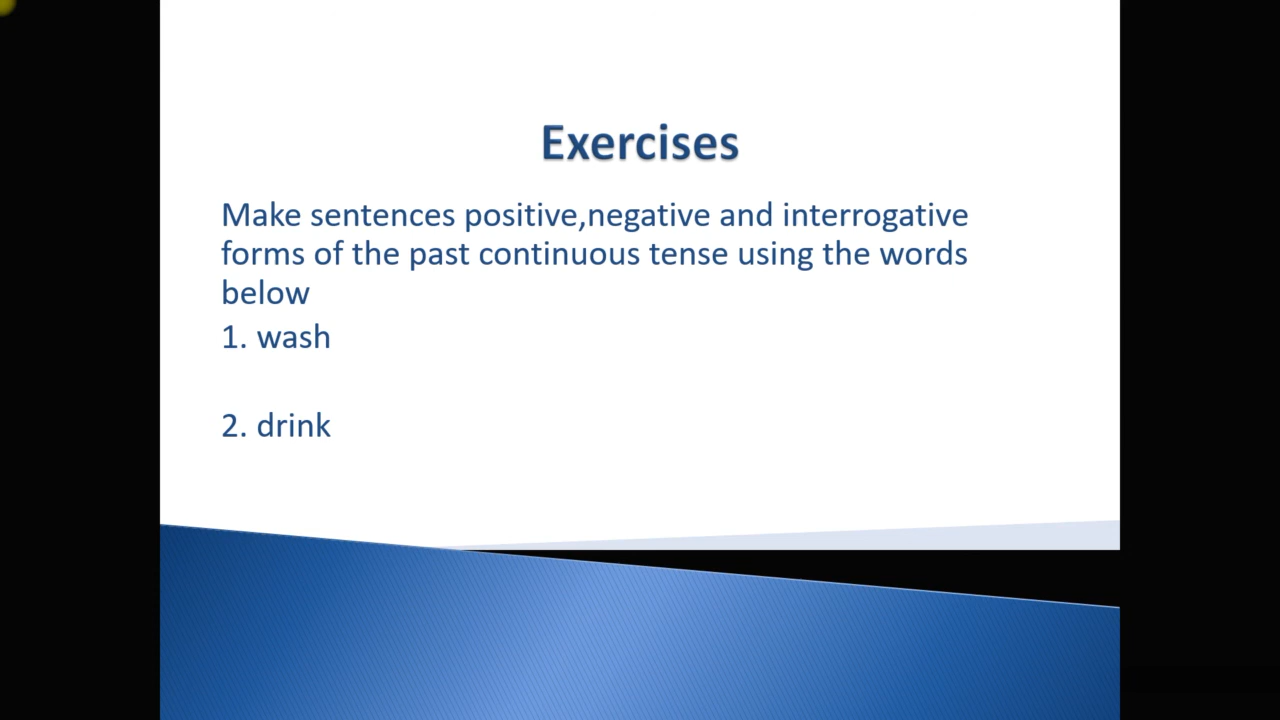 Exercises
Make sentences positive,negative and interrogative
forms of the past continuous tense using the words
below
1. wash
2. drink